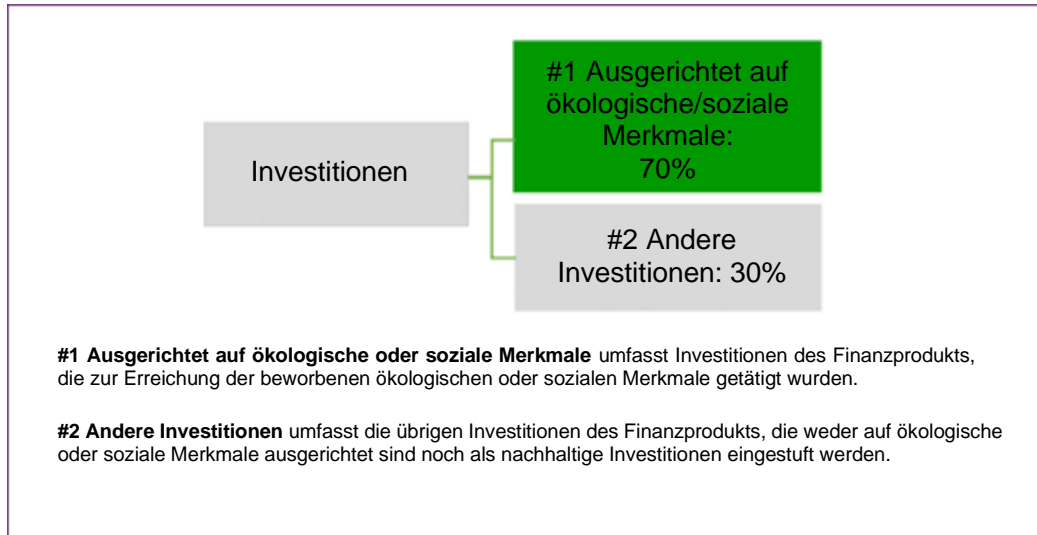 Investitionen
#1 Ausgerichtet auf
ökologische/soziale
Merkmale:
70%
#2 Andere
Investitionen: 30%
#1 Ausgerichtet auf ökologische oder soziale Merkmale umfasst Investitionen des Finanzprodukts,
die zur Erreichung der beworbenen ökologischen oder sozialen Merkmale getätigt wurden.
#2 Andere Investitionen umfasst die übrigen Investitionen des Finanzprodukts, die weder auf ökologische
oder soziale Merkmale ausgerichtet sind noch als nachhaltige Investitionen eingestuft werden.